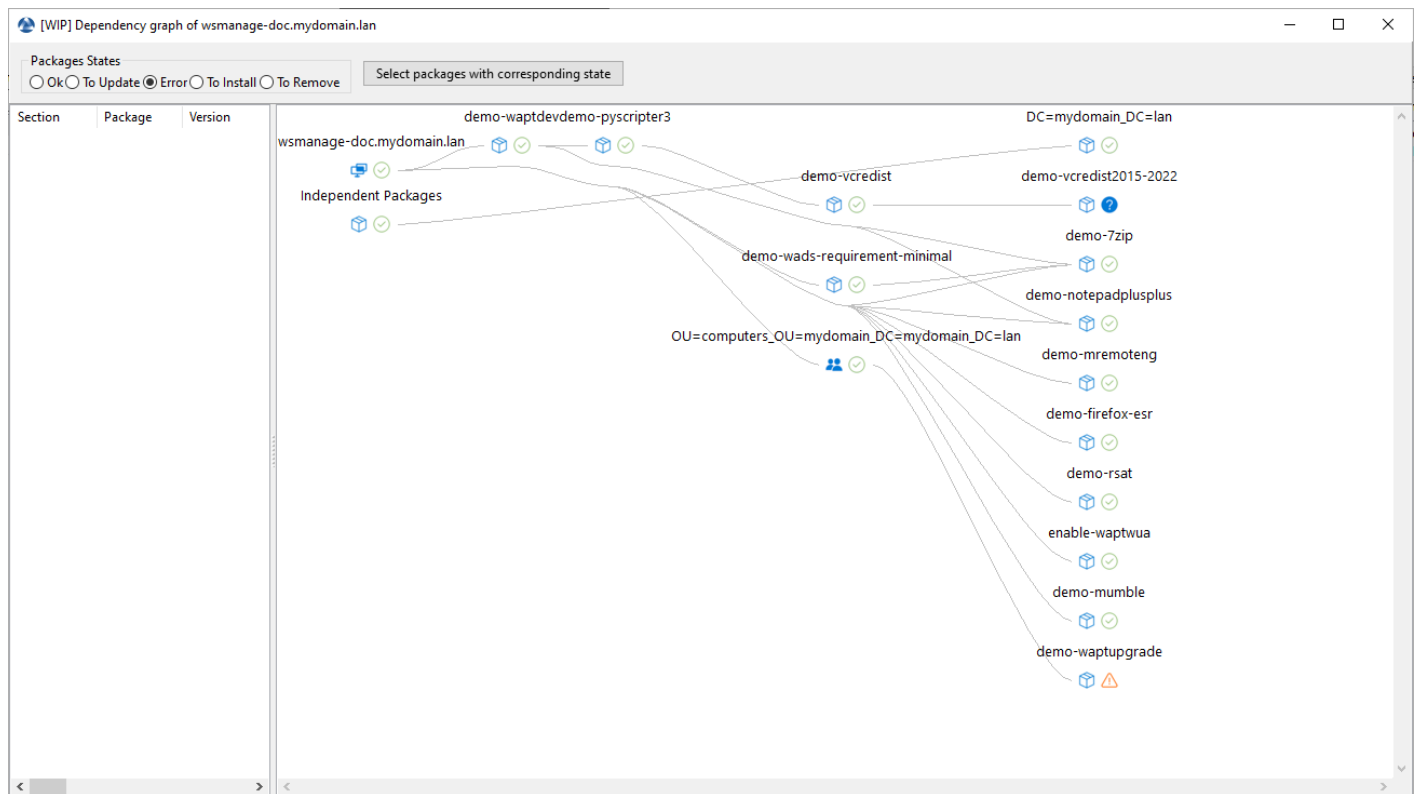 [WIP] Dependency graph of wsmanage-doc.mydomain.lan
Packages States
Ok To Update Error To Install To Remove
Select packages with corresponding state
Section Package Version
demo-waptdevdemo-pyscripter3
DC=mydomain_DC=lan
wsmanage-doc.mydomain.lan
demo-vcredist
demo-vcredist2015-2022
Independent Packages
demo-7zip
demo-wads-requirement-minimal
demo-notepadplusplus
OU=computers_OU=mydomain_DC=mydomain_DC=lan
demo-mremoteng
demo-firefox-esr
demo-rsat
enable-waptwua
demo-mumble
demo-waptupgrade